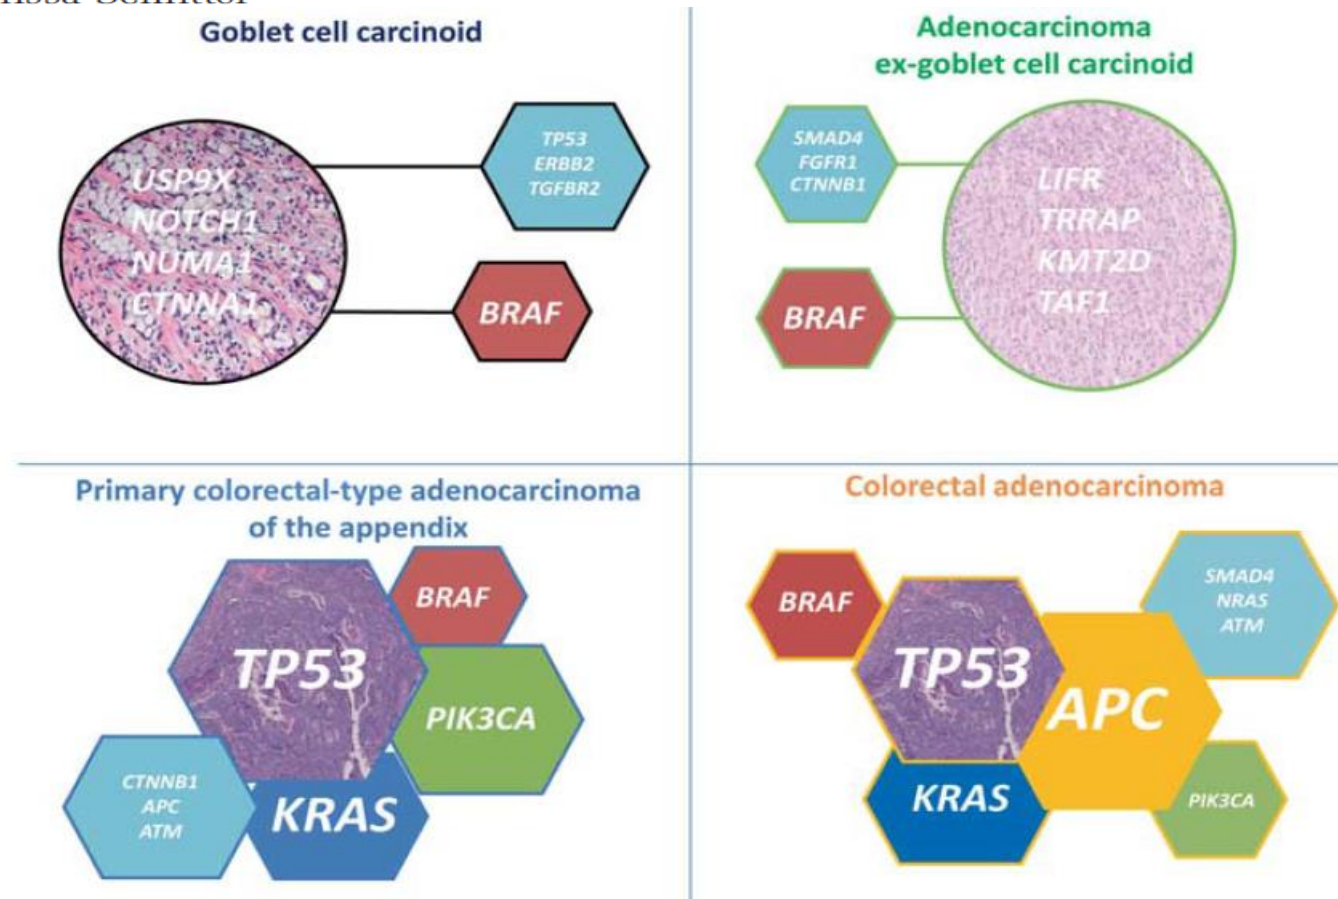 Goblet cell carcinoid
USP9X
NOTCH1
NUMA1
CTNNA1
TP53
ERBB2
TGFBR2
BRAF
Adenocarcinoma
ex-goblet cell carcinoid
SMAD4
FGFR1
CTNNB1
BRAF
LIFR
TRRAP
KMT2D
TAF1
Primary colorectal-type adenocarcinoma
of the appendix
BRAF
TP53
PIK3CA
CTNNB1
APC
ATM
KRAS
Colorectal adenocarcinoma
BRAF
SMAD4
NRAS
ATM
TP53
APC
KRAS
PIK3CA